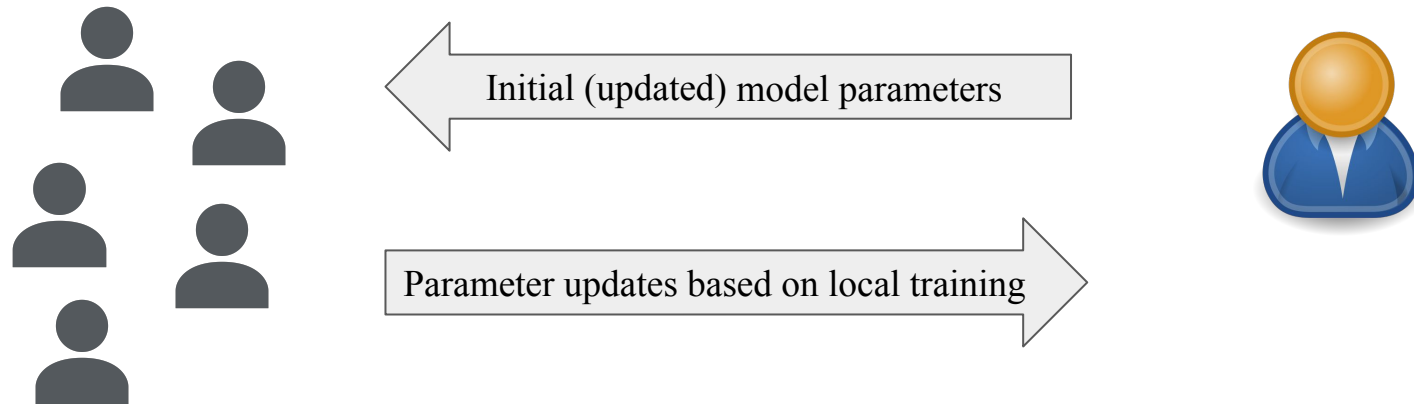 Initial (updated) model parameters
Parameter updates based on local training